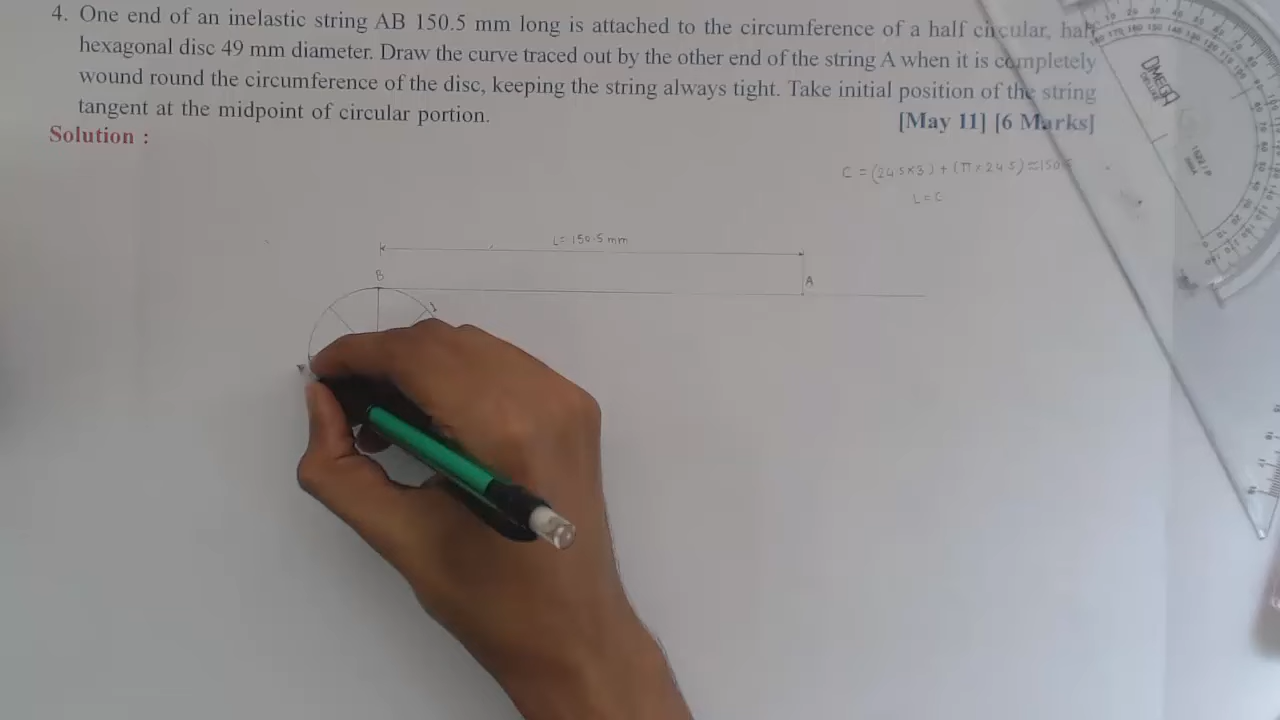 4. One end of an inelastic string AB 150.5 mm long is attached to the circumference of a half circular, half
hexagonal disc 49 mm diameter. Draw the curve traced out by the other end of the string A when it is completely
wound round the circumference of the disc, keeping the string always tight. Take initial position of the string
tangent at the midpoint of circular portion.
[May 11] [6 Marks]
Solution :
C = (24.5×3) + (π×24.5) ≈ 150.5
L = C
L = 150.5 mm
B
A
1
OMEGA